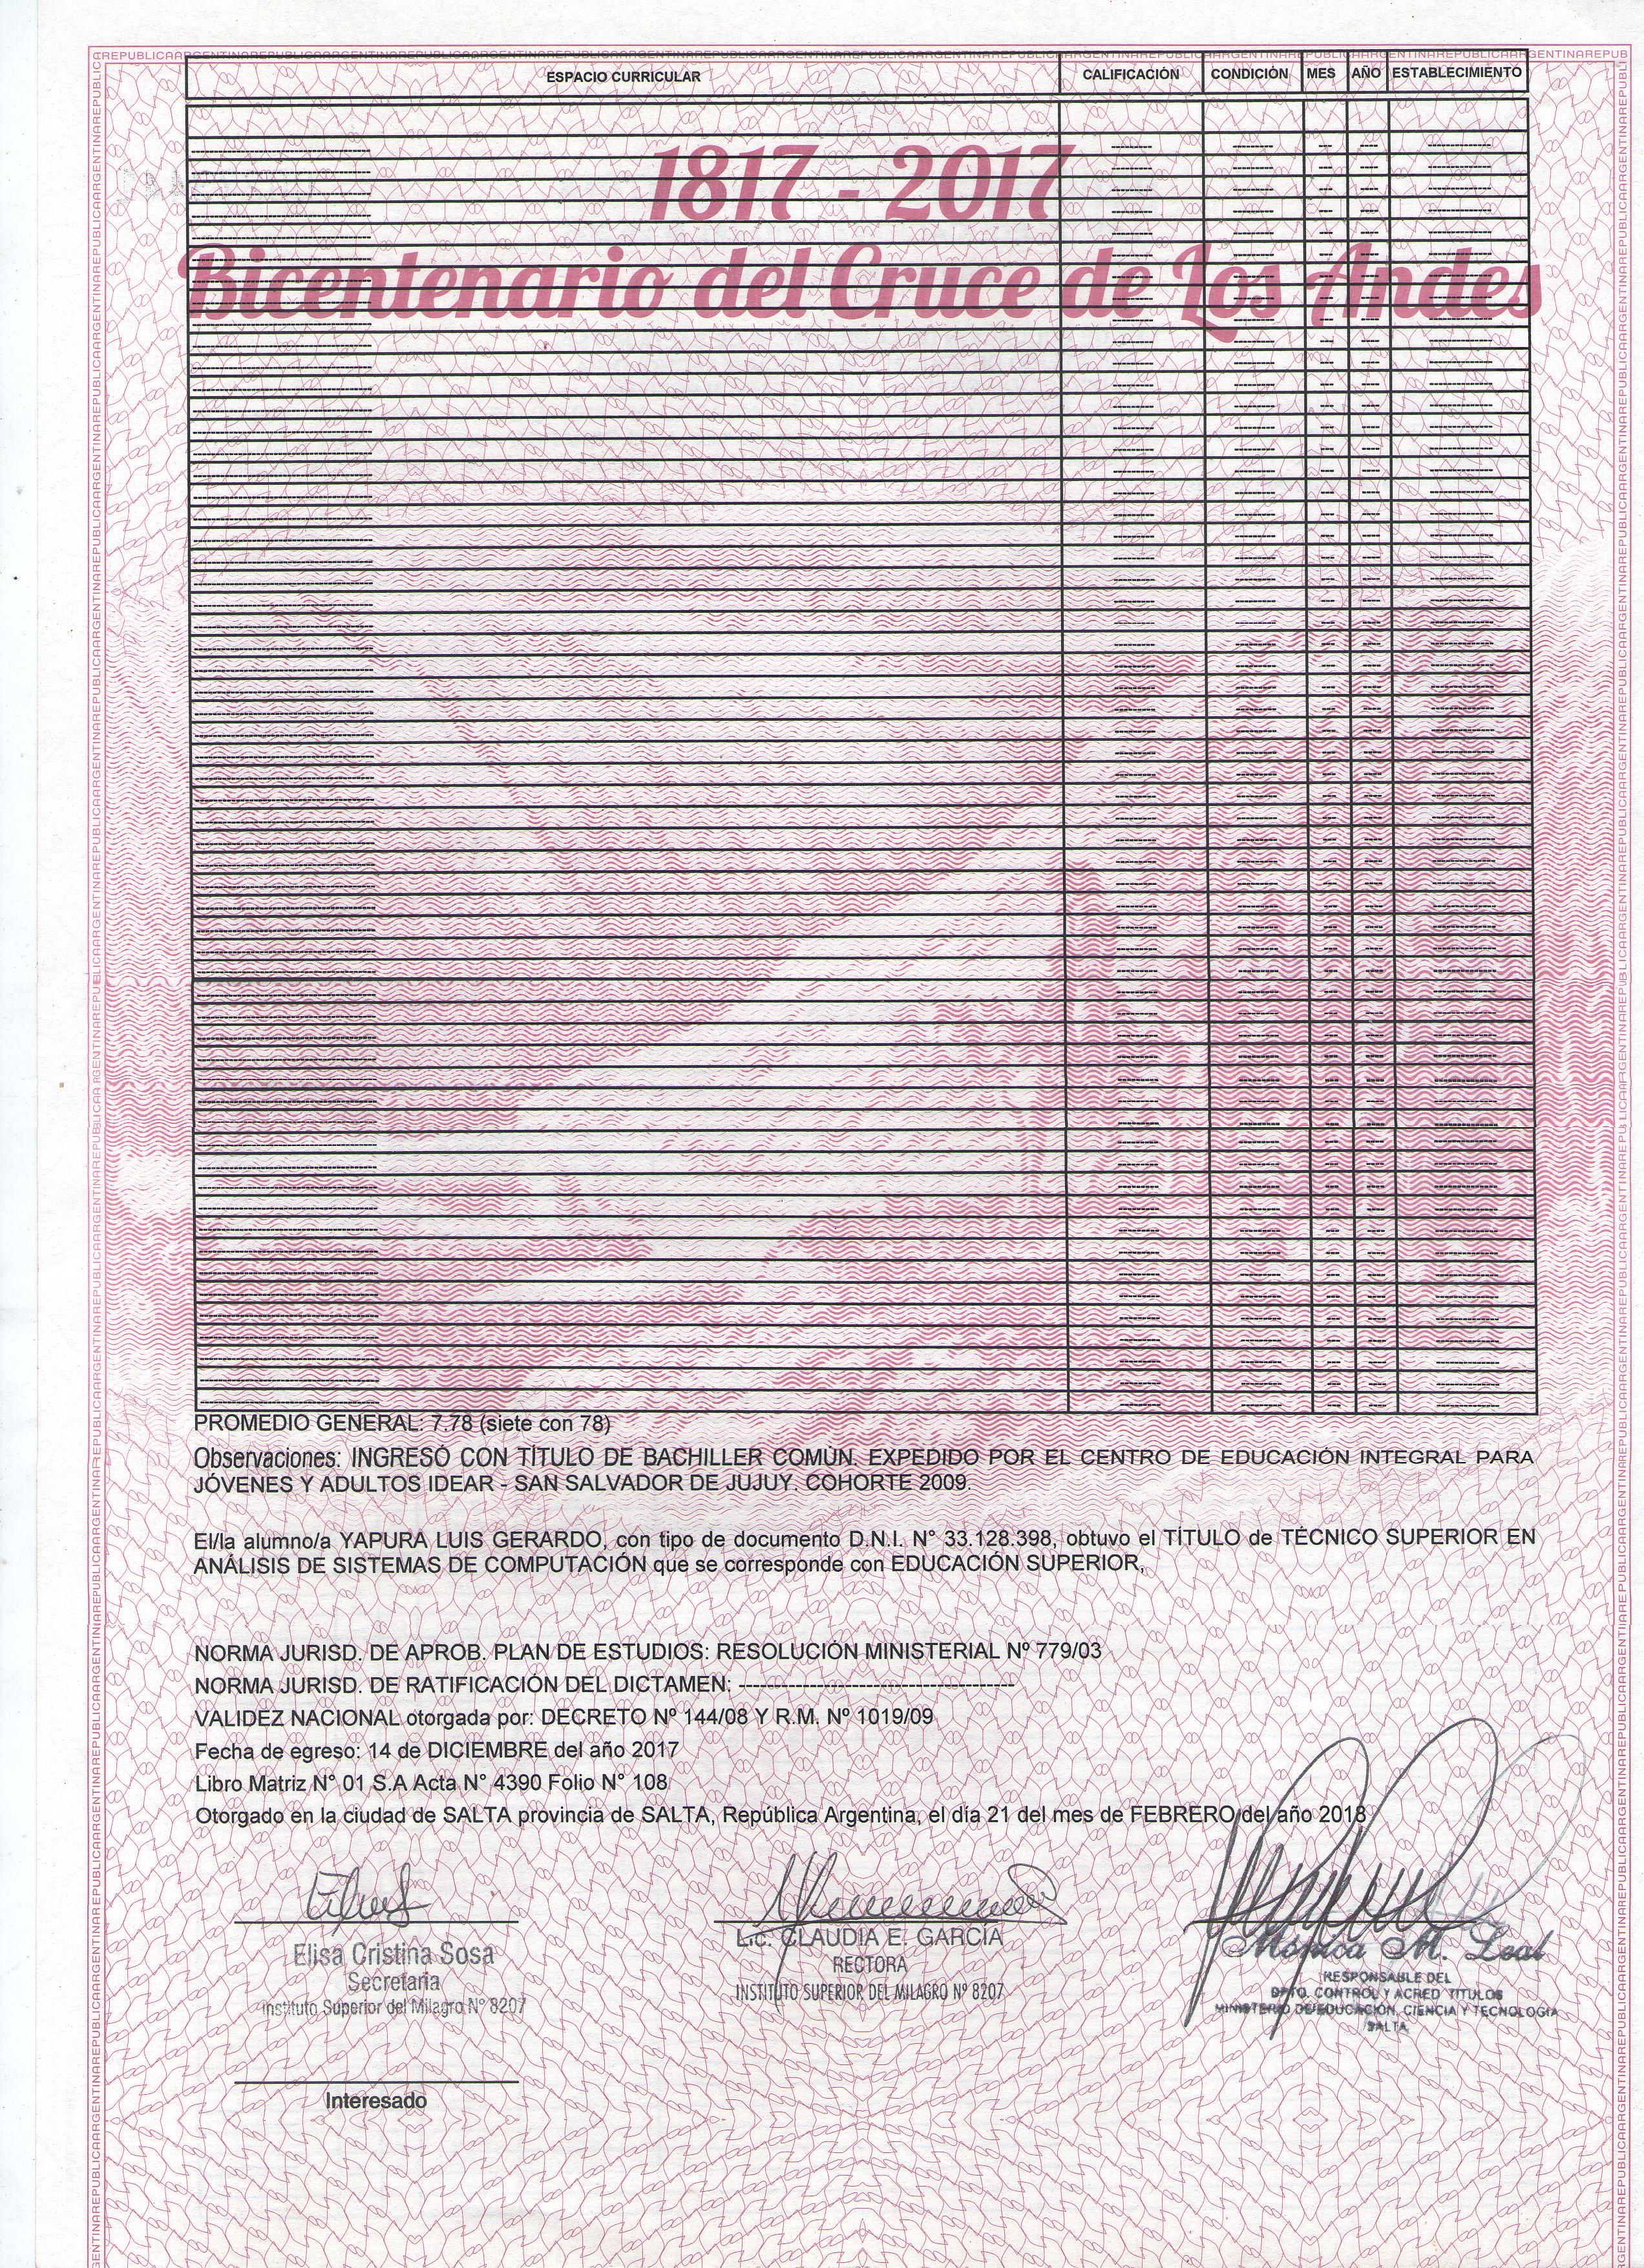 ESPACIO CURRICULAR CALIFICACIÓN CONDICIÓN MES AÑO ESTABLECIMIENTO
1817 - 2017
Bicentenario del Cruce de Los Andes
PROMEDIO GENERAL: 7.78 (siete con 78)
Observaciones: INGRESÓ CON TÍTULO DE BACHILLER COMÙN. EXPEDIDO POR EL CENTRO DE EDUCACIÓN INTEGRAL PARA
JÓVENES Y ADULTOS IDEAR - SAN SALVADOR DE JUJUY. COHORTE 2009.
El/la alumno/a YAPURA LUIS GERARDO, con tipo de documento D.N.I. N° 33.128.398, obtuvo el TÍTULO de TÉCNICO SUPERIOR EN
ANÁLISIS DE SISTEMAS DE COMPUTACIÓN que se corresponde con EDUCACIÓN SUPERIOR,
NORMA JURISD. DE APROB. PLAN DE ESTUDIOS: RESOLUCIÓN MINISTERIAL Nº 779/03
NORMA JURISD. DE RATIFICACIÓN DEL DICTAMEN: --------------------------------------
VALIDEZ NACIONAL otorgada por: DECRETO Nº 144/08 Y R.M. Nº 1019/09
Fecha de egreso: 14 de DICIEMBRE del año 2017
Libro Matriz N° 01 S.A Acta N° 4390 Folio N° 108
Otorgado en la ciudad de SALTA provincia de SALTA, República Argentina, el día 21 del mes de FEBRERO del año 2018
Elisa Cristina Sosa
Secretaria
Instituto Superior del Milagro N° 8207
Lic. CLAUDIA E. GARCÍA
RECTORA
INSTITUTO SUPERIOR DEL MILAGRO Nº 8207
Mónica M. Leal
RESPONSABLE DEL
DPTO. CONTROL Y ACRED. TITULOS
MINISTERIO DE EDUCACIÓN, CIENCIA Y TECNOLOGIA
SALTA
Interesado